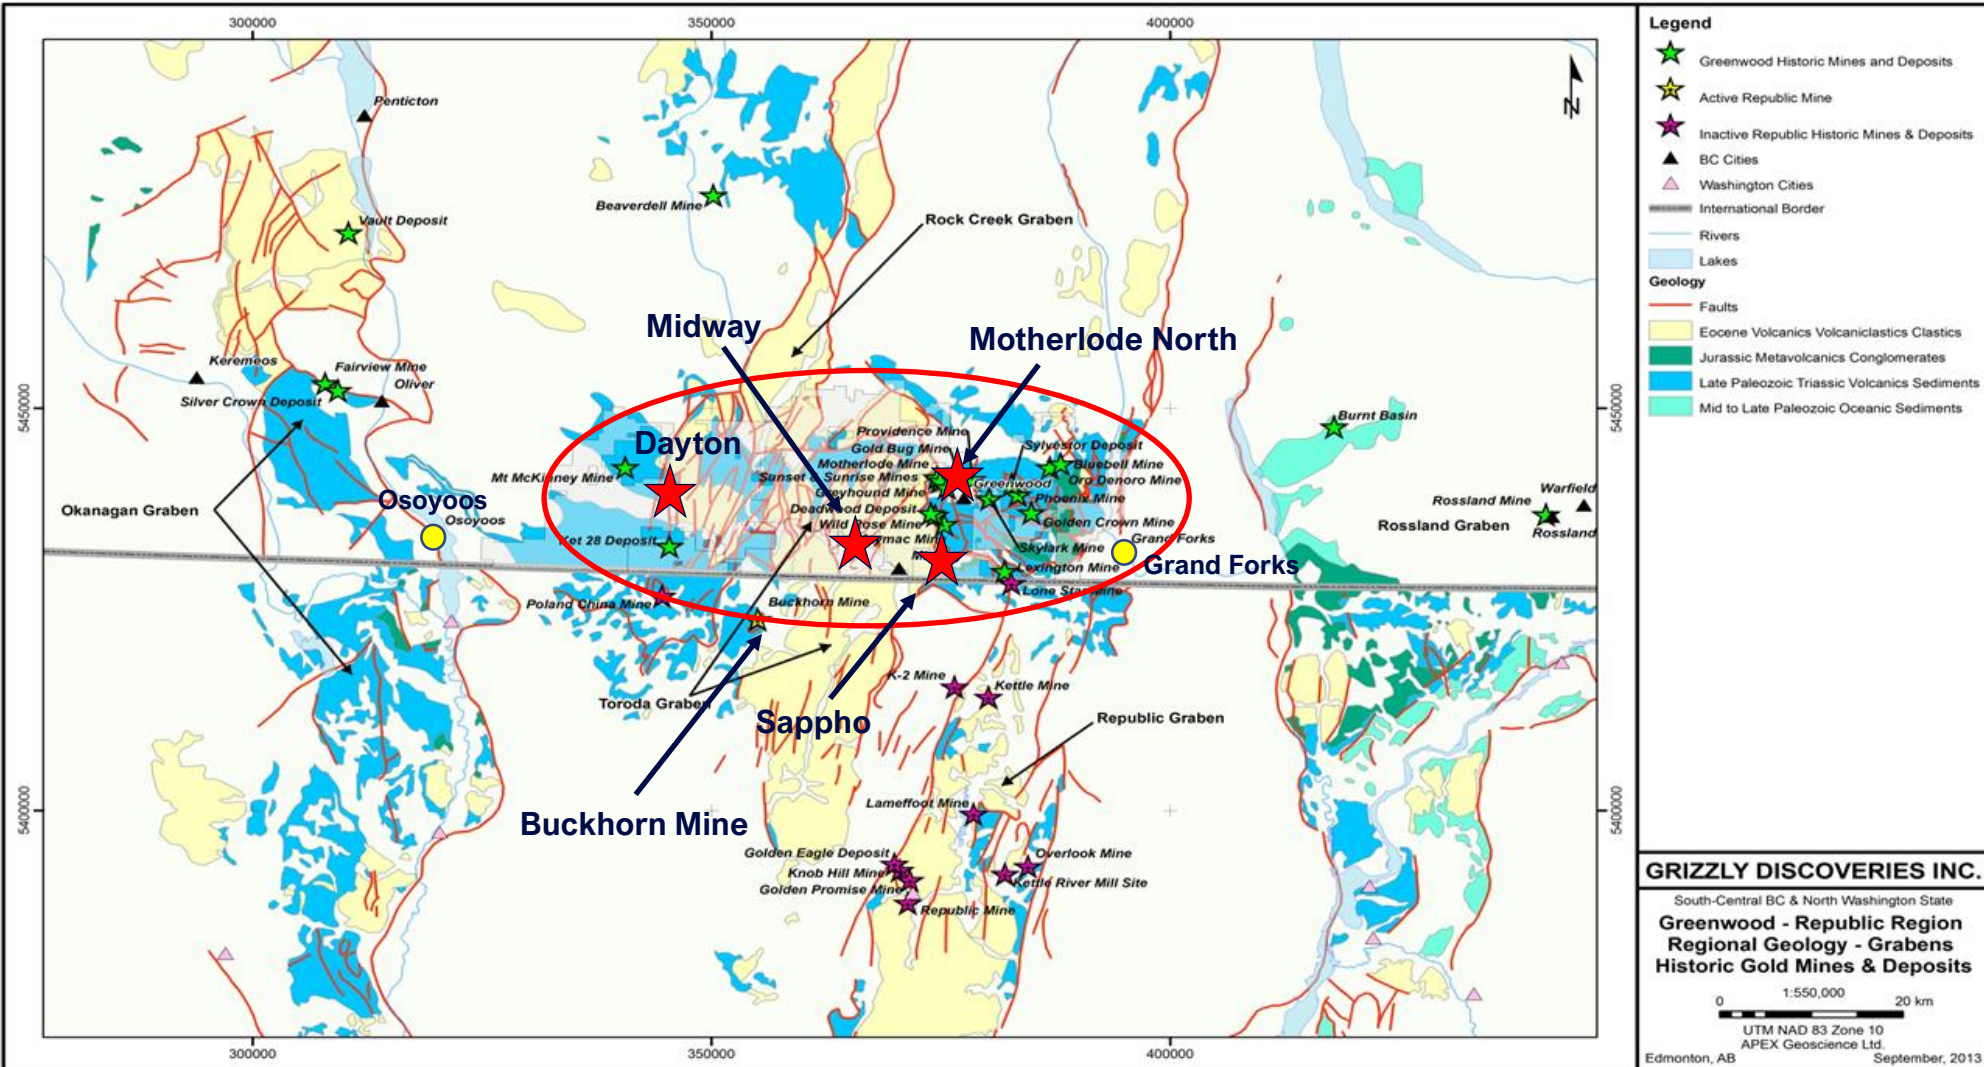 300000
350000
400000
Penticton
Vault Deposit
Beaverdell Mine
Rock Creek Graben
Midway
Motherlode North
Keremeos
Fairview Mine
Oliver
Silver Crown Deposit
5450000
5450000
Burnt Basin
Providence Mine
Gold Bug Mine
Sylvestor Deposit
Dayton
Motherlode Mine
Bluebell Mine
Mt McKinney Mine
Sunset & Sunrise Mines
Oro Denoro Mine
Greenwood
Greyhound Mine
Phoenix Mine
Warfield
Rossland Mine
Okanagan Graben
Osoyoos
Osoyoos
Deadwood Deposit
Golden Crown Mine
Rossland Graben
Rossland
Wild Rose Mine
Ket 28 Deposit
Skylark Mine
Grand Forks
Grand Forks
Lexington Mine
Lone Star Mine
Poland China Mine
Buckhorn Mine
K-2 Mine
Kettle Mine
Toroda Graben
Sappho
Republic Graben
Buckhorn Mine
Lameffoot Mine
5400000
5400000
Golden Eagle Deposit
Overlook Mine
Knob Hill Mine
Kettle River Mill Site
Golden Promise Mine
Republic Mine
300000
350000
400000
N
Legend
Greenwood Historic Mines and Deposits
Active Republic Mine
Inactive Republic Historic Mines & Deposits
BC Cities
Washington Cities
International Border
Rivers
Lakes
Geology
Faults
Eocene Volcanics Volcaniclastics Clastics
Jurassic Metavolcanics Conglomerates
Late Paleozoic Triassic Volcanics Sediments
Mid to Late Paleozoic Oceanic Sediments
GRIZZLY DISCOVERIES INC.
South-Central BC & North Washington State
Greenwood - Republic Region
Regional Geology - Grabens
Historic Gold Mines & Deposits
1:550,000
0 20 km
UTM NAD 83 Zone 10
APEX Geoscience Ltd.
Edmonton, AB September, 2013